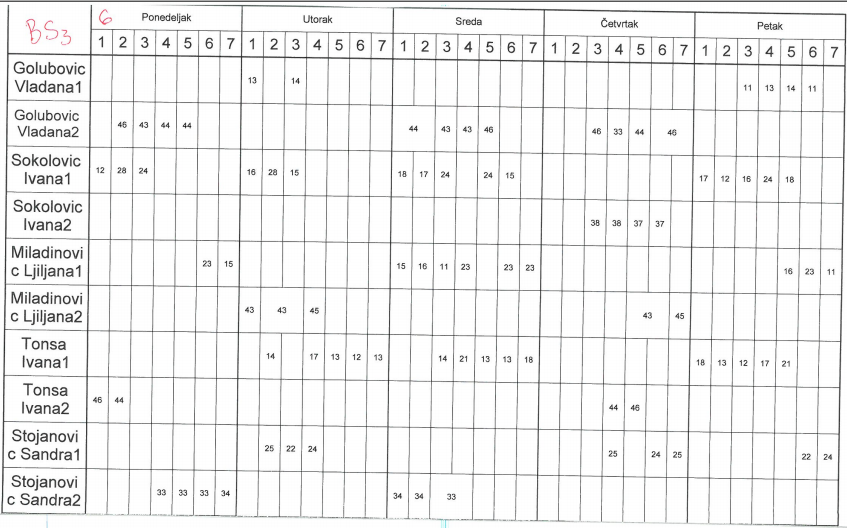 BS3 6 Ponedeljak Utorak Sreda Četvrtak Petak
1 2 3 4 5 6 7 1 2 3 4 5 6 7 1 2 3 4 5 6 7 1 2 3 4 5 6 7 1 2 3 4 5 6 7
Golubovic
Vladana1 13 14 11 13 14 11
Golubovic
Vladana2 46 43 44 44 44 43 43 46 46 33 44 46
Sokolovic
Ivana1 12 28 24 16 28 15 18 17 24 24 15 17 12 16 24 18
Sokolovic
Ivana2 38 38 37 37
Miladinovi
c Ljiljana1 23 15 15 16 11 23 23 23 16 23 11
Miladinovi
c Ljiljana2 43 43 45 43 45
Tonsa
Ivana1 14 17 13 12 13 14 21 13 13 18 18 13 12 17 21
Tonsa
Ivana2 46 44 44 46
Stojanovi
c Sandra1 25 22 24 25 24 25 22 24
Stojanovi
c Sandra2 33 33 33 34 34 34 33